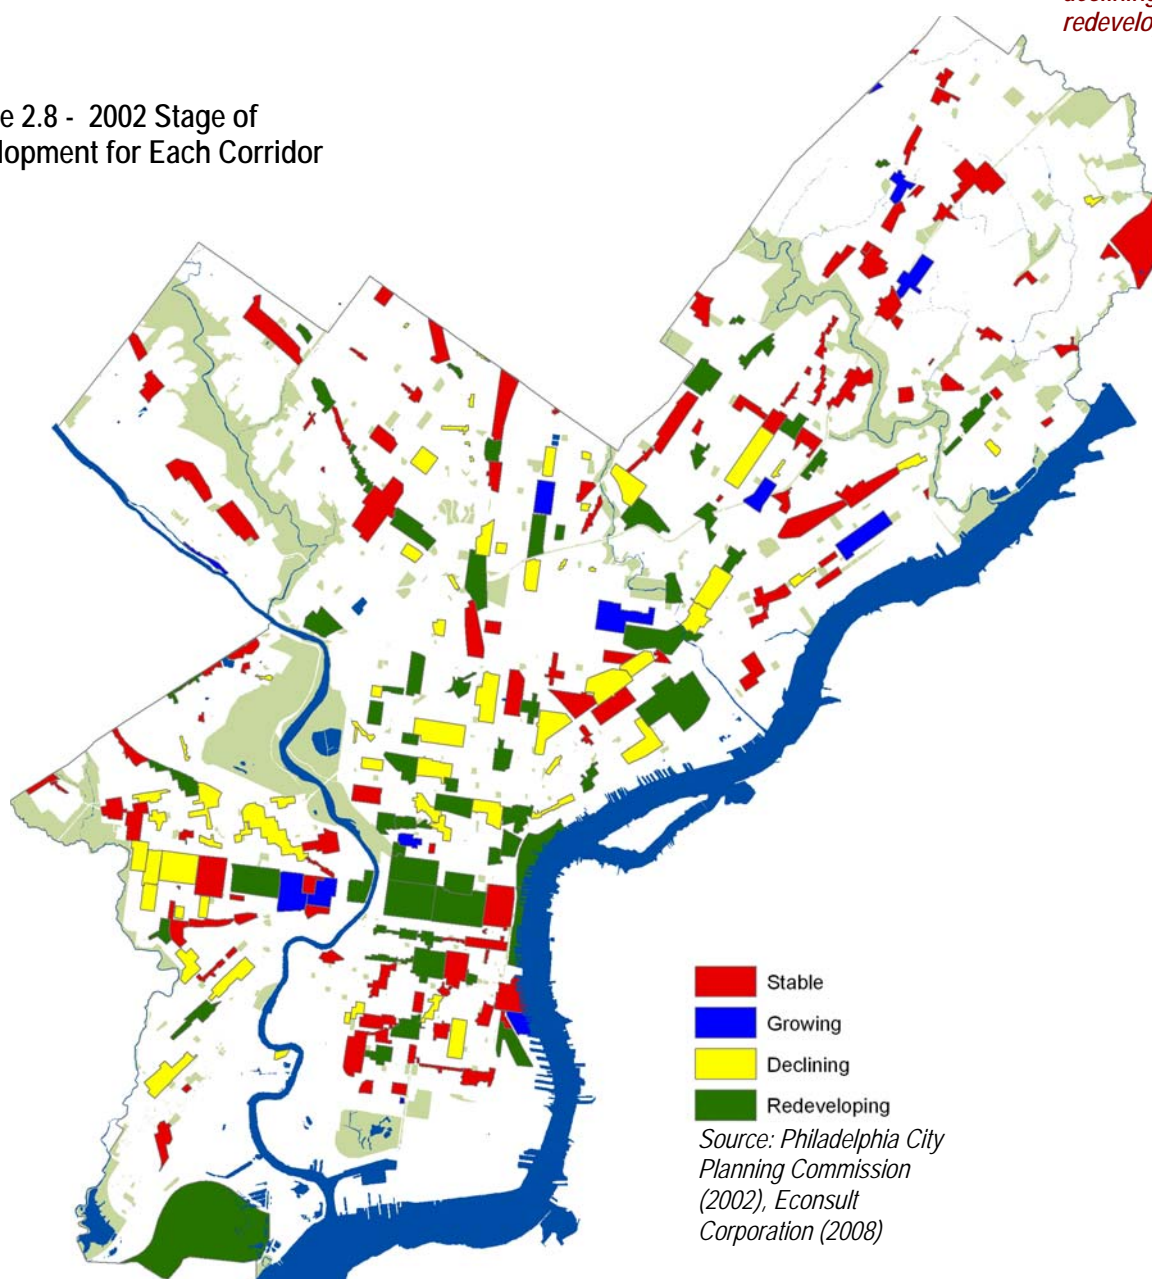 redevelo
e 2.8 - 2002 Stage of
lopment for Each Corridor
Stable
Growing
Declining
Redeveloping
Source: Philadelphia City
Planning Commission
(2002), Econsult
Corporation (2008)